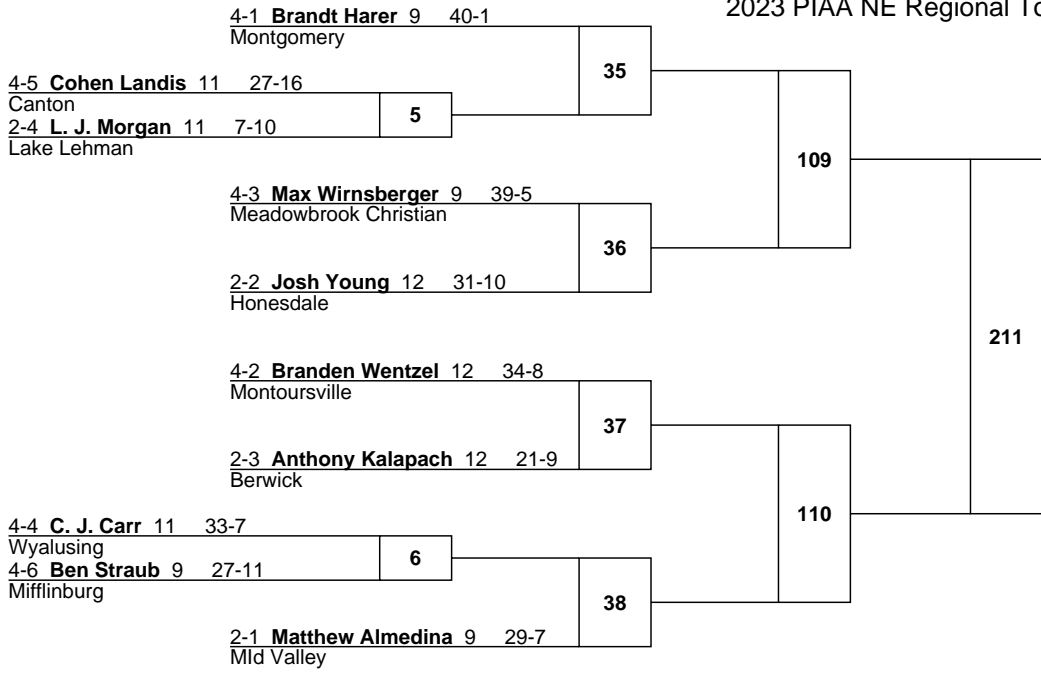 2023 PIAA NE Regional To
4-1 Brandt Harer 9 40-1
Montgomery
35
4-5 Cohen Landis 11 27-16
Canton
5
2-4 L. J. Morgan 11 7-10
Lake Lehman
109
4-3 Max Wirnsberger 9 39-5
Meadowbrook Christian
36
2-2 Josh Young 12 31-10
Honesdale
211
4-2 Branden Wentzel 12 34-8
Montoursville
37
2-3 Anthony Kalapach 12 21-9
Berwick
110
4-4 C. J. Carr 11 33-7
Wyalusing
6
4-6 Ben Straub 9 27-11
Mifflinburg
38
2-1 Matthew Almedina 9 29-7
MId Valley